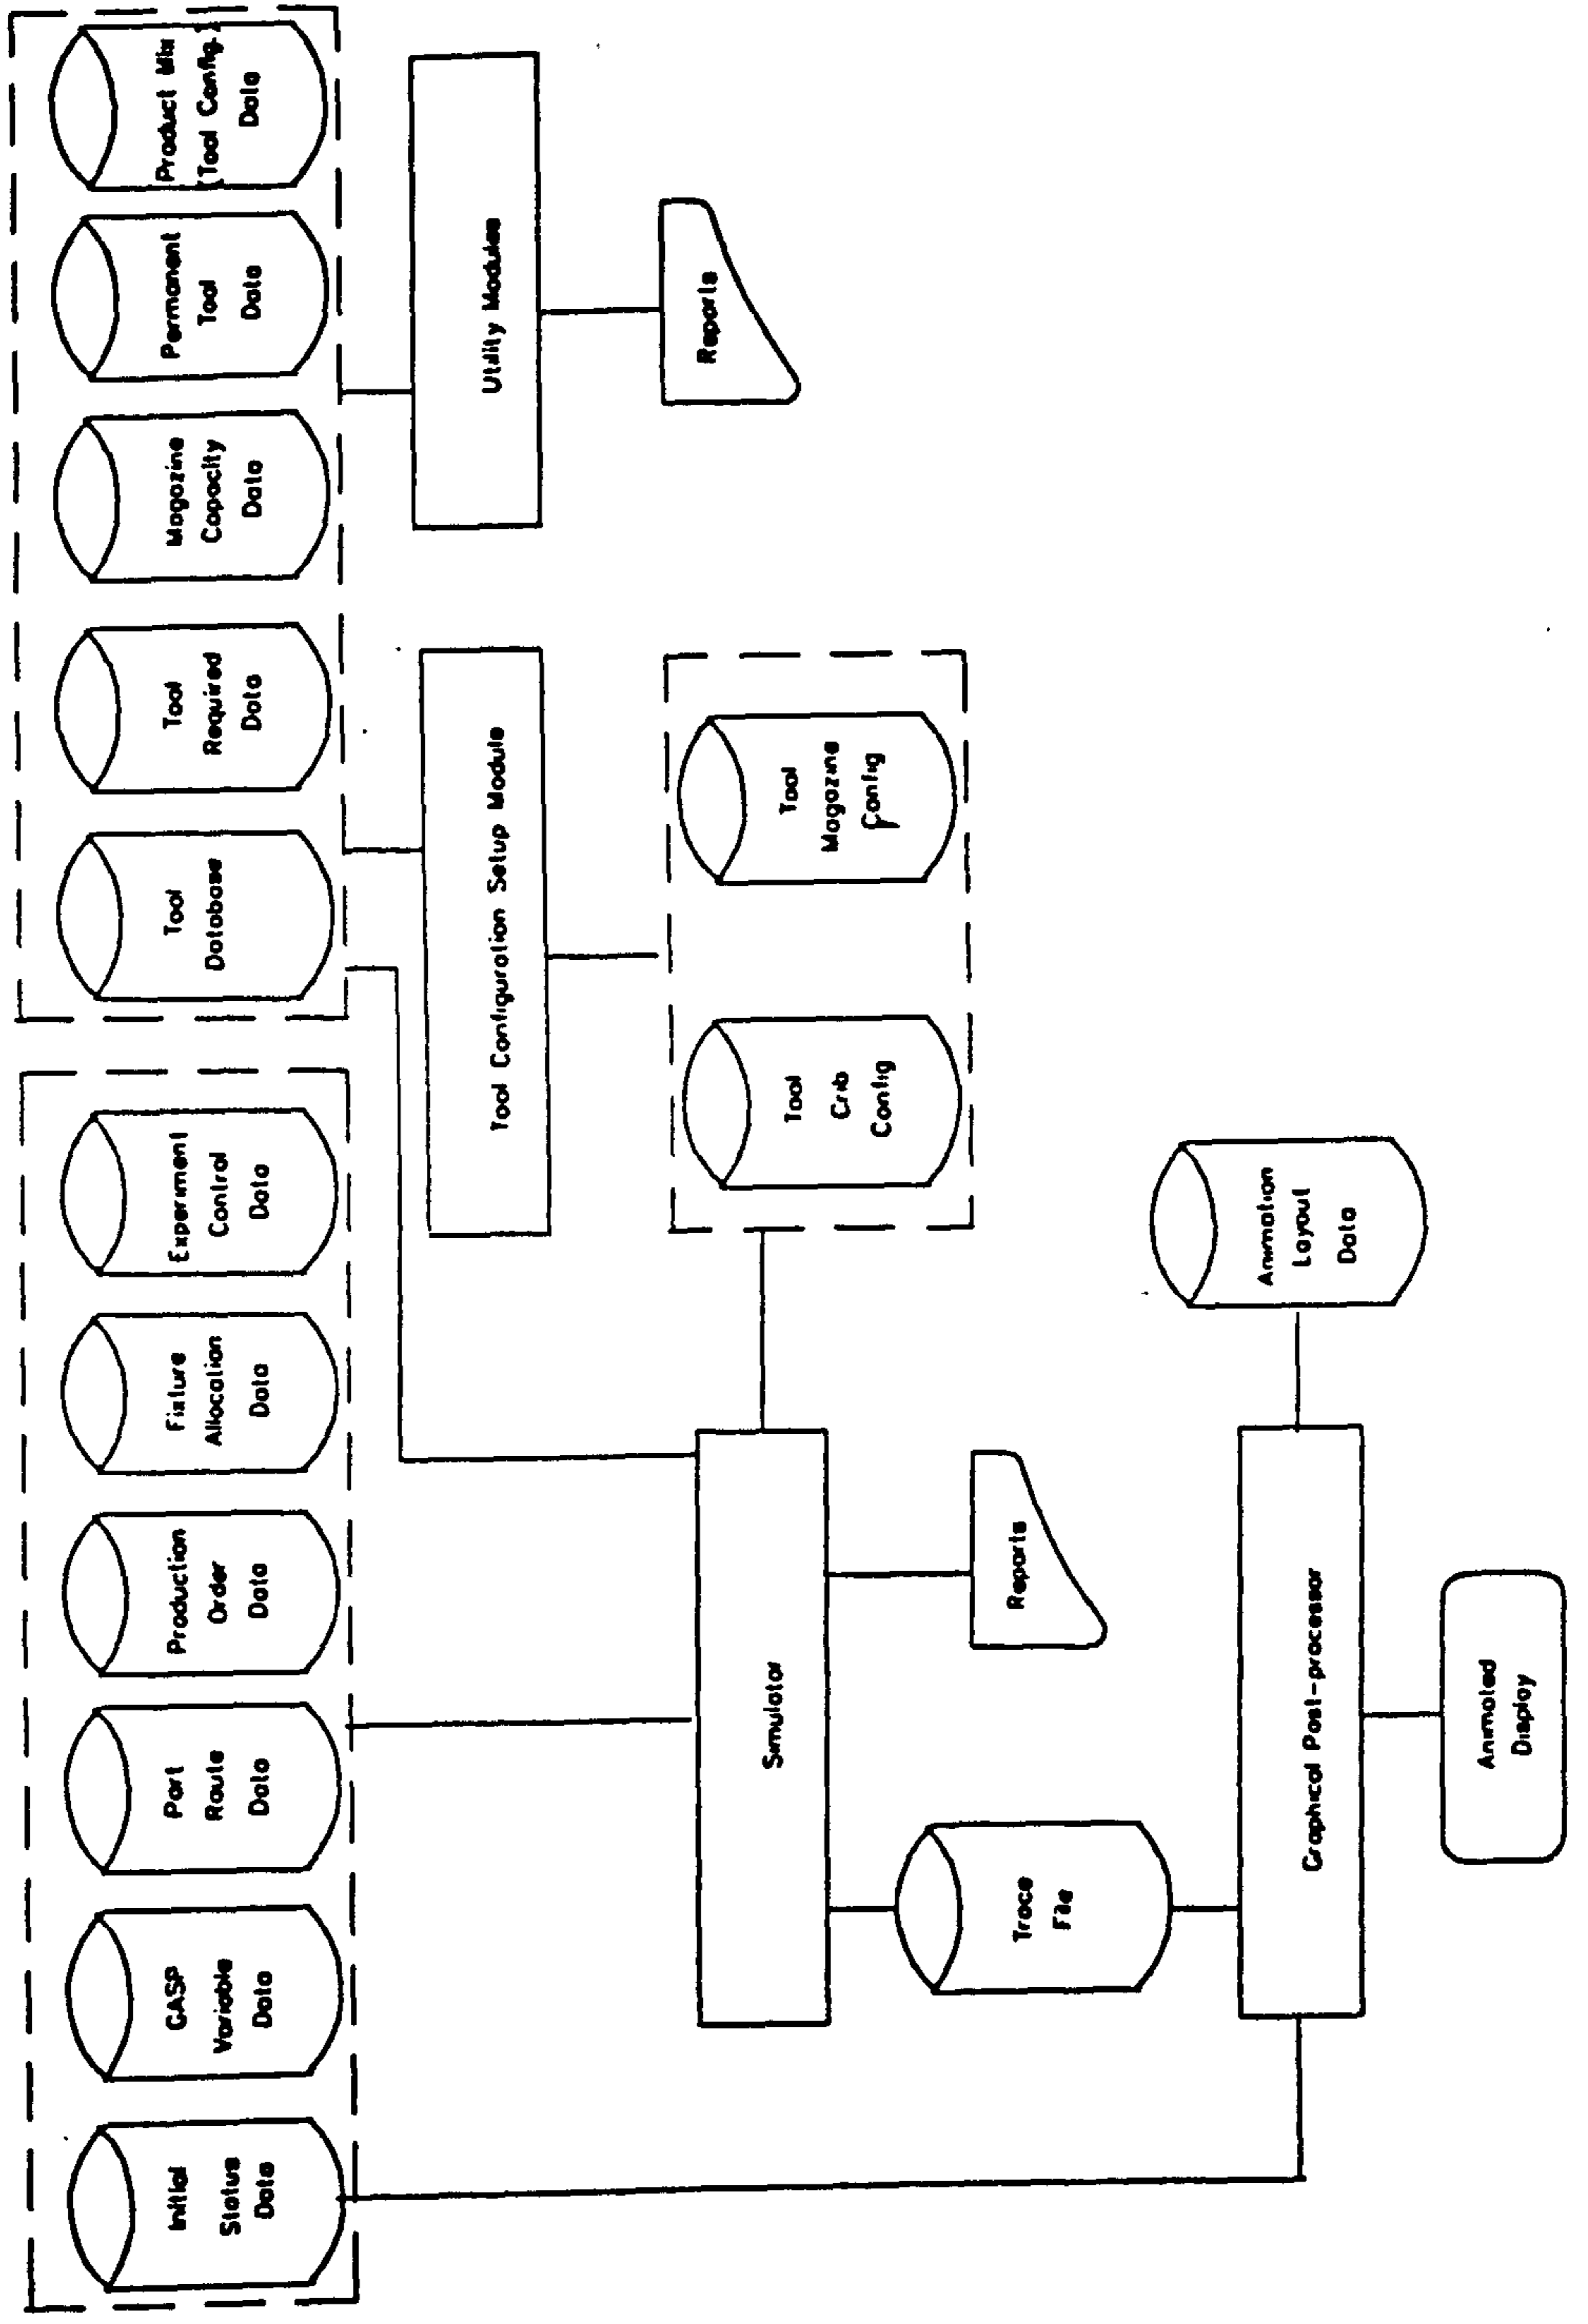 Initial
Status
Data
GASP
Variable
Data
Part
Route
Data
Production
Order
Data
Fixture
Allocation
Data
Experiment
Control
Data
Tool
Database
Tool
Required
Data
Magazine
Capacity
Data
Permanent
Tool
Data
Product Mix
(Tool Config.)
Data
Tool Configuration Setup Module
Utility Modules
Reports
Tool
Crib
Config
Tool
Magazine
Config
Simulator
Reports
Trace
File
Animation
Layout
Data
Graphical Post-processor
Animated
Display